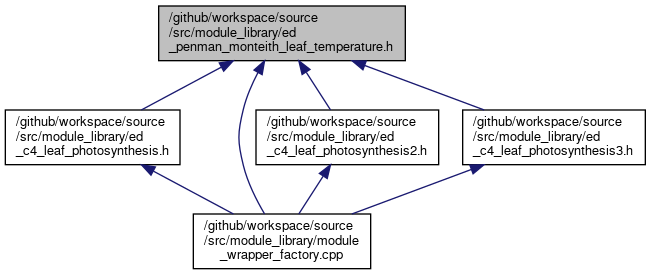 /github/workspace/source
/src/module_library/ed
_penman_monteith_leaf_temperature.h
/github/workspace/source
/src/module_library/ed
_c4_leaf_photosynthesis.h
/github/workspace/source
/src/module_library/ed
_c4_leaf_photosynthesis2.h
/github/workspace/source
/src/module_library/ed
_c4_leaf_photosynthesis3.h
/github/workspace/source
/src/module_library/module
_wrapper_factory.cpp